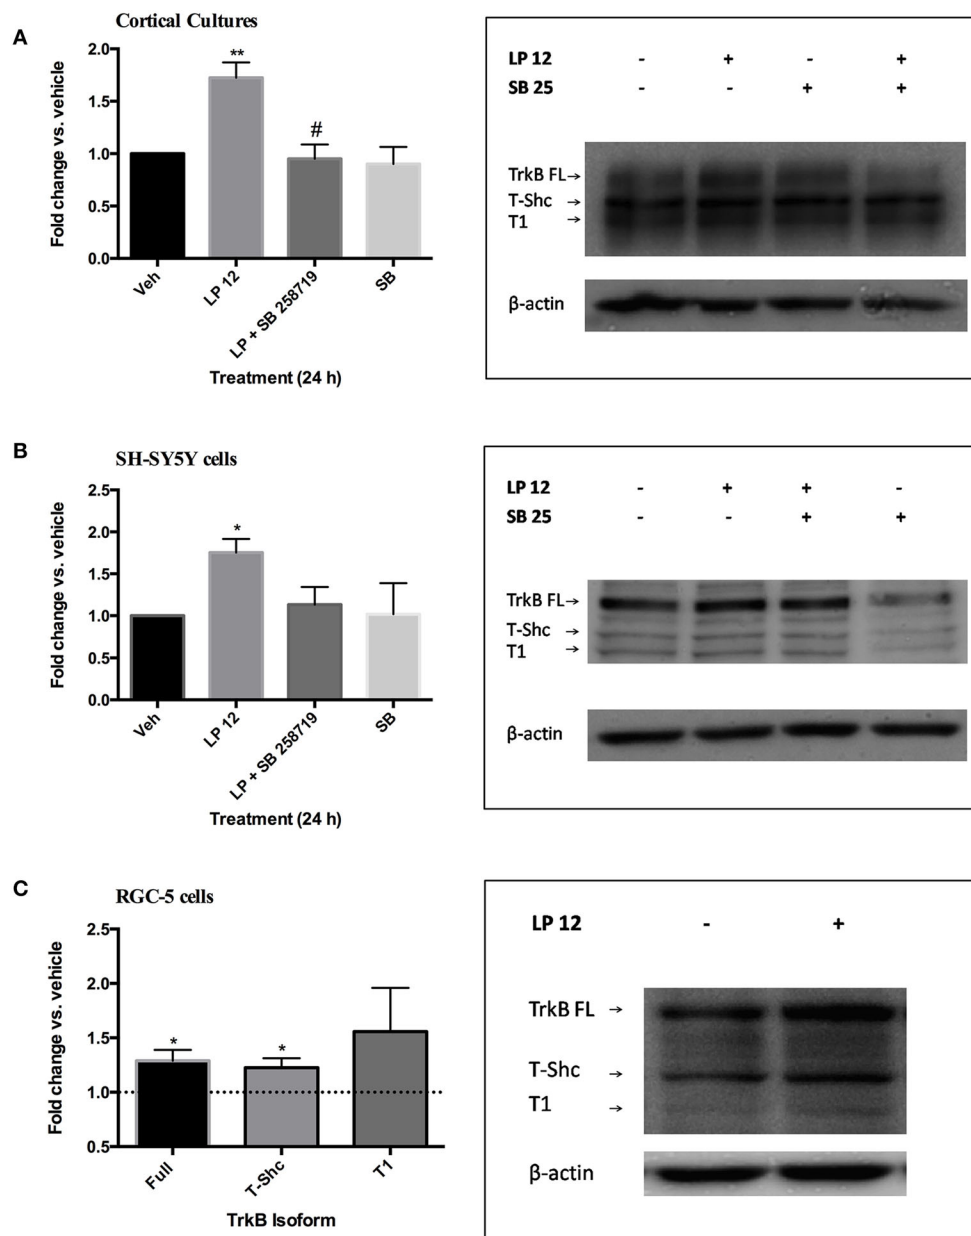 A
Cortical Cultures
Fold change vs. vehicle
2.0
1.5
1.0
0.5
0.0
**
#
Veh
LP 12
LP + SB 258719
SB
Treatment (24 h)
LP 12 - + - +
SB 25 - - + +
TrkB FL→
T-Shc →
T1 →
β-actin
B
SH-SY5Y cells
Fold change vs. vehicle
2.5
2.0
1.5
1.0
0.5
0.0
*
Veh
LP 12
LP + SB 258719
SB
Treatment (24 h)
LP 12 - + + -
SB 25 - - + +
TrkB FL→
T-Shc →
T1 →
β-actin
C
RGC-5 cells
Fold change vs. vehicle
2.5
2.0
1.5
1.0
0.5
* *
Full
T-Shc
T1
TrkB Isoform
LP 12 - +
TrkB FL →
T-Shc →
T1 →
β-actin